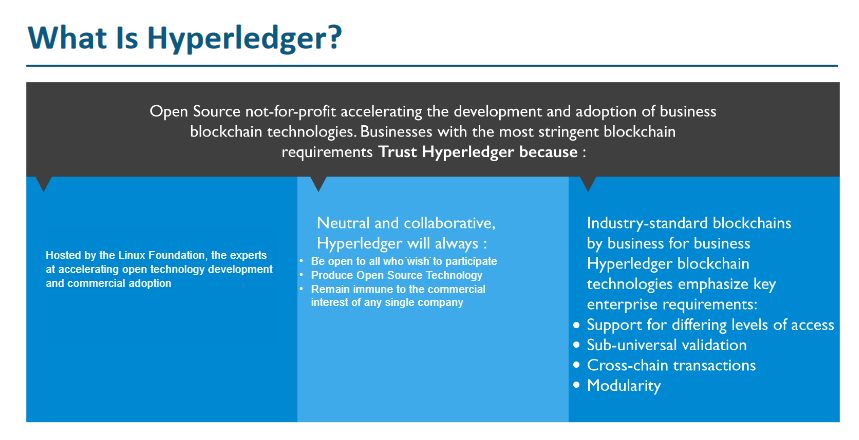 What Is Hyperledger?
Open Source not-for-profit accelerating the development and adoption of business
blockchain technologies. Businesses with the most stringent blockchain
requirements Trust Hyperledger because :
Hosted by the Linux Foundation, the experts
at accelerating open technology development
and commercial adoption
Neutral and collaborative,
Hyperledger will always :
• Be open to all who 'wish' to participate
• Produce Open Source Technology
• Remain immune to the commercial
interest of any single company
Industry-standard blockchains
by business for business
Hyperledger blockchain
technologies emphasize key
enterprise requirements:
• Support for differing levels of access
• Sub-universal validation
• Cross-chain transactions
• Modularity